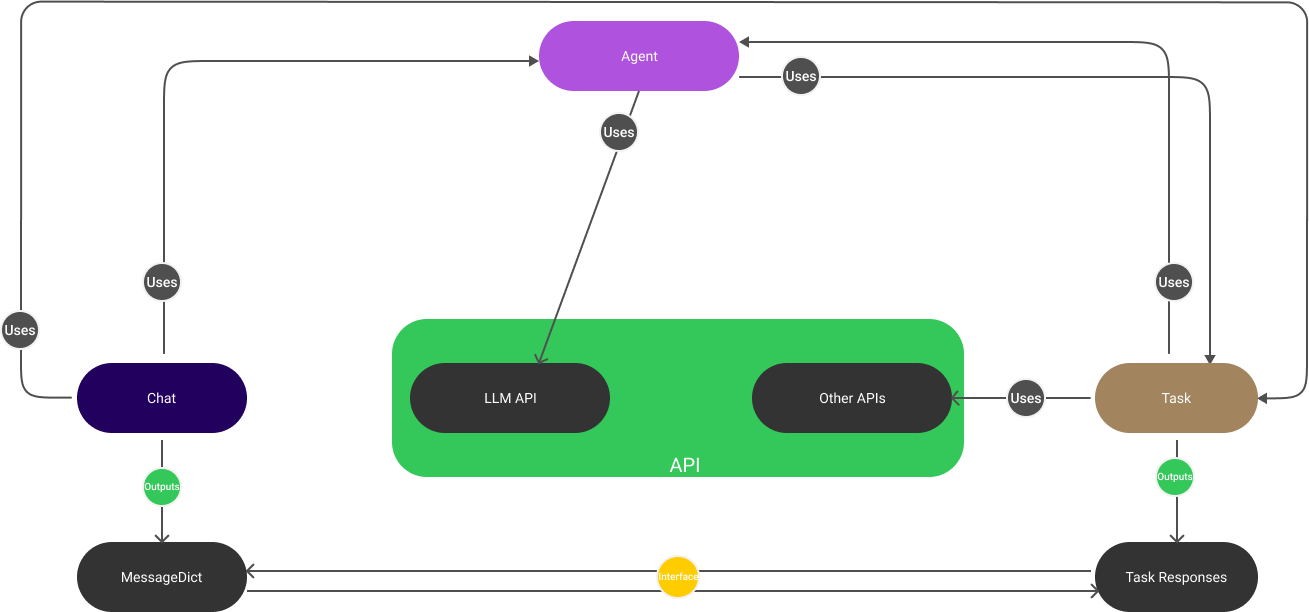 Agent
Uses
Uses
Uses
Uses
Uses
Chat
LLM API
Other APIs
Uses
Task
API
Outputs
Outputs
MessageDict
Interface
Task Responses